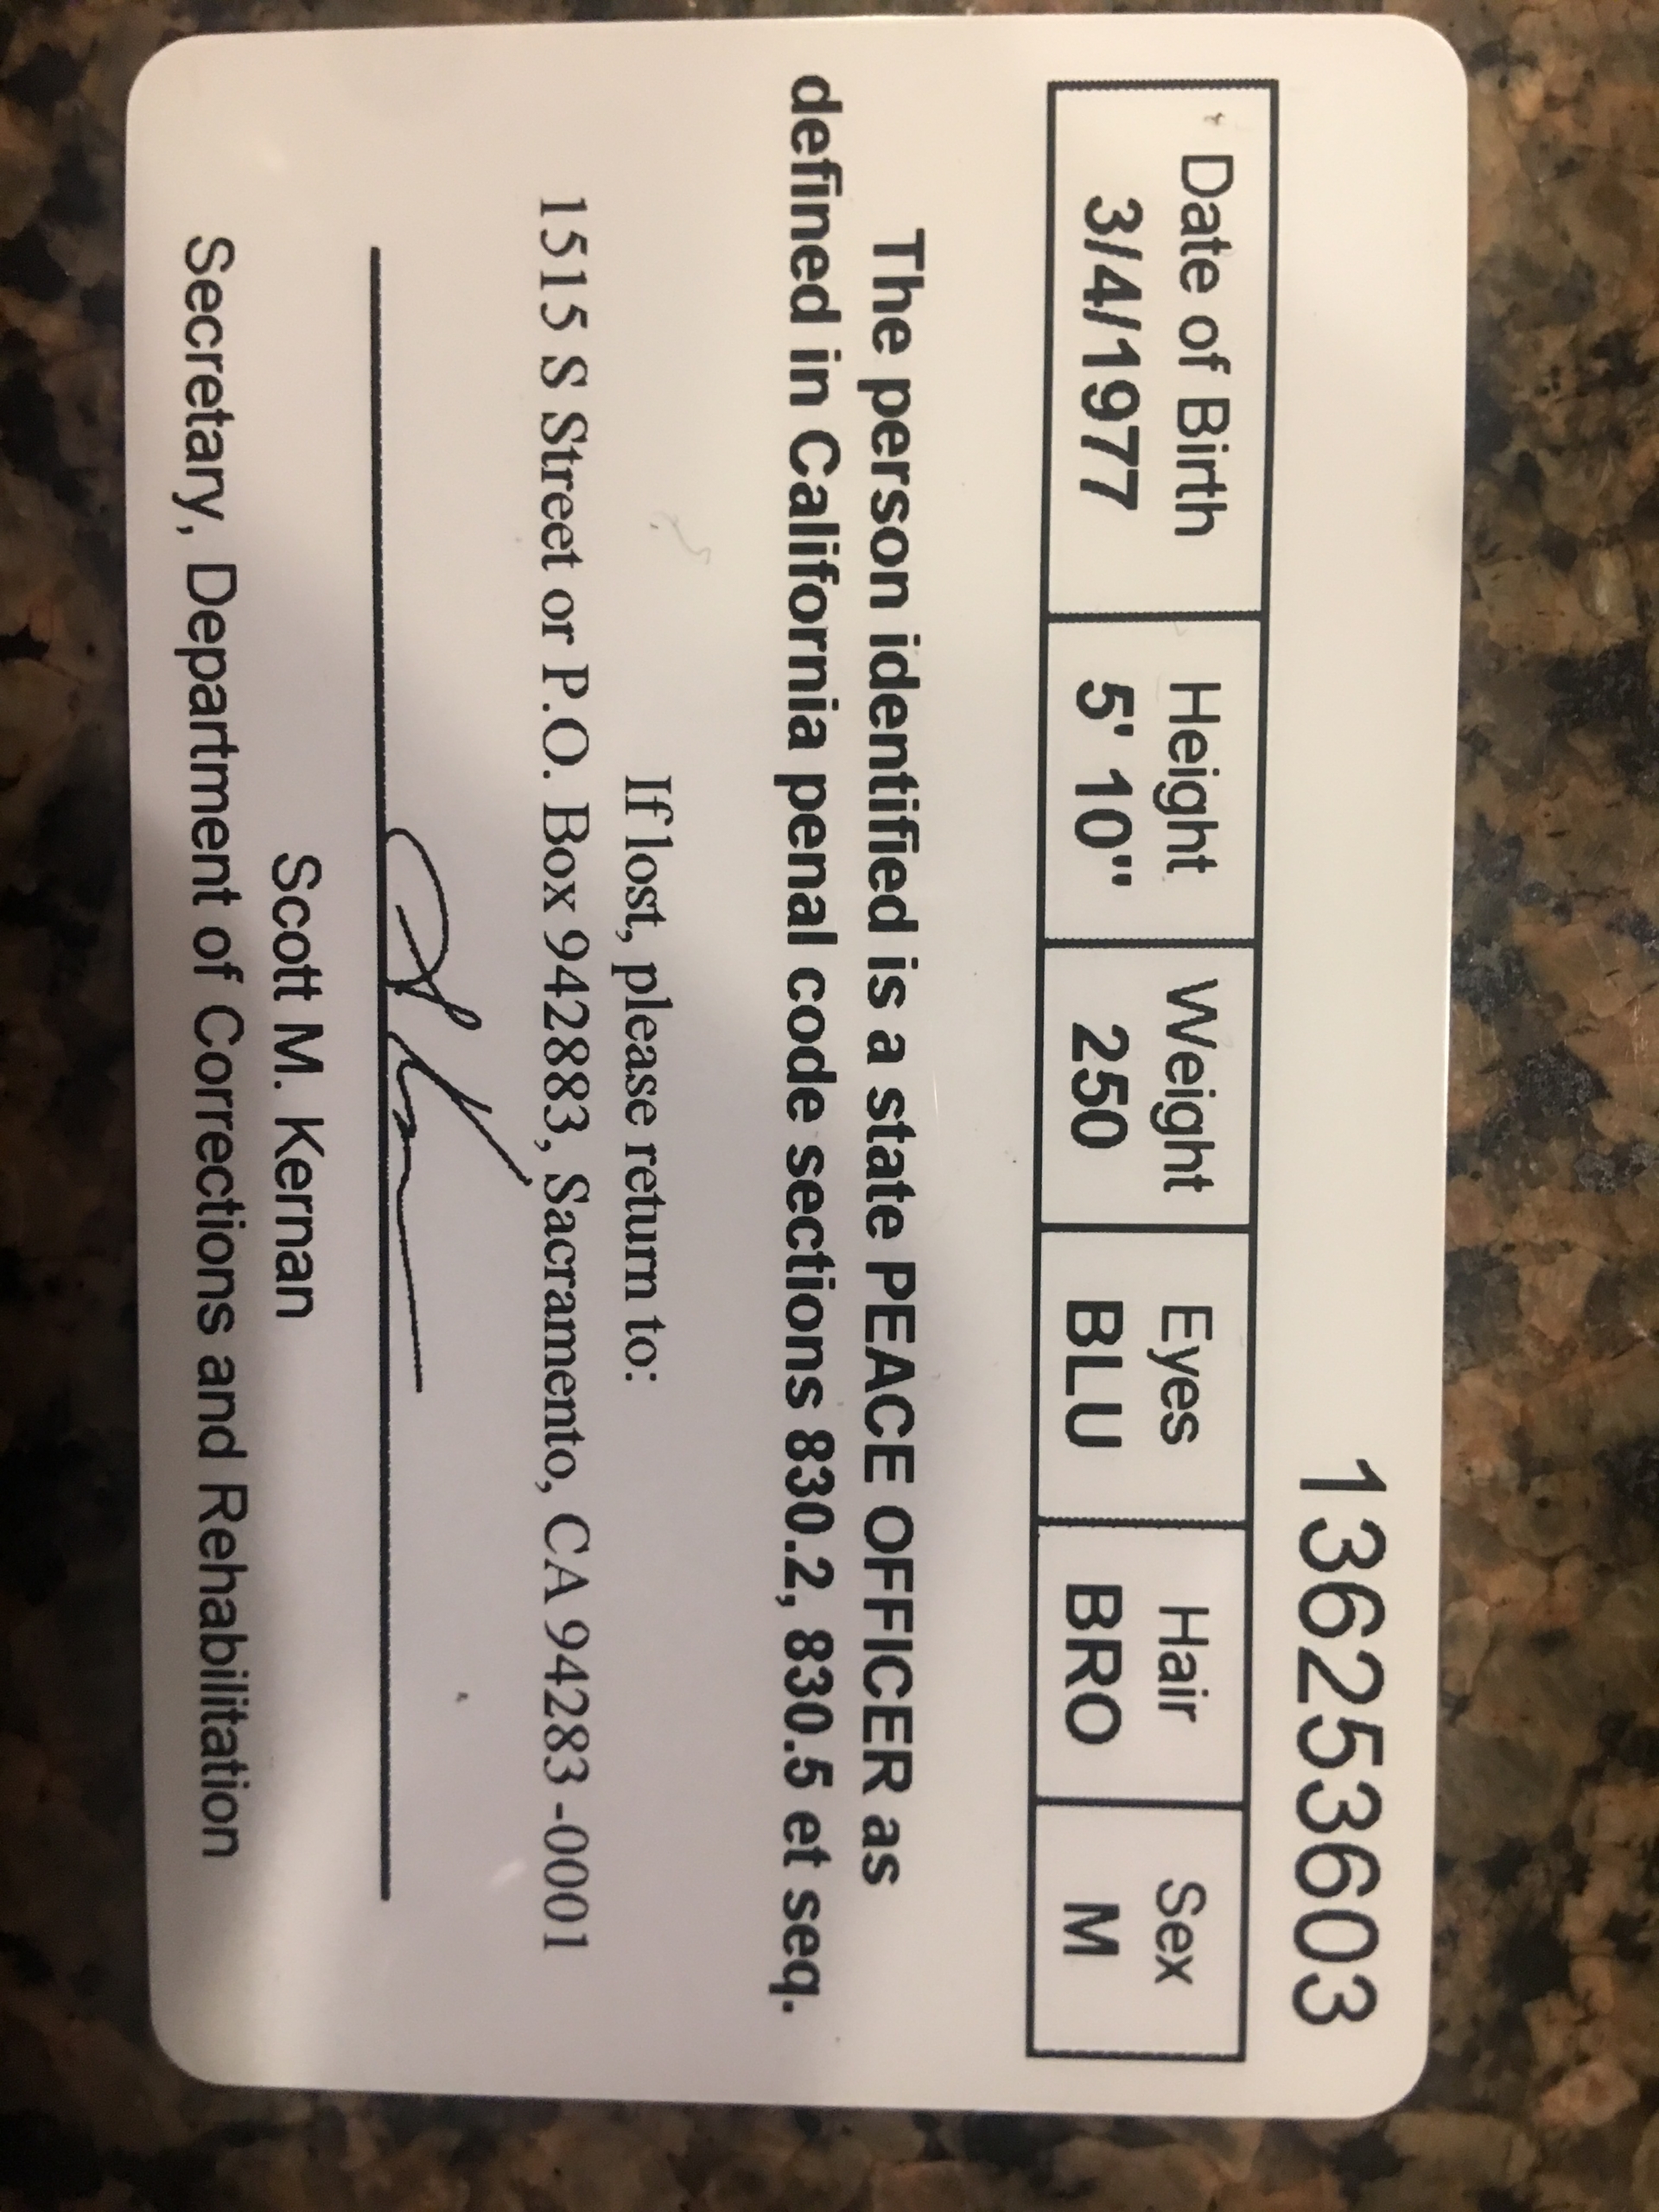 136253603
Date of Birth Height Weight Eyes Hair Sex
3/4/1977 5' 10" 250 BLU BRO M
The person identified is a state PEACE OFFICER as
defined in California penal code sections 830.2, 830.5 et seq.
If lost, please return to:
1515 S Street or P.O. Box 942883, Sacramento, CA 94283 -0001
Scott M. Kernan
Secretary, Department of Corrections and Rehabilitation